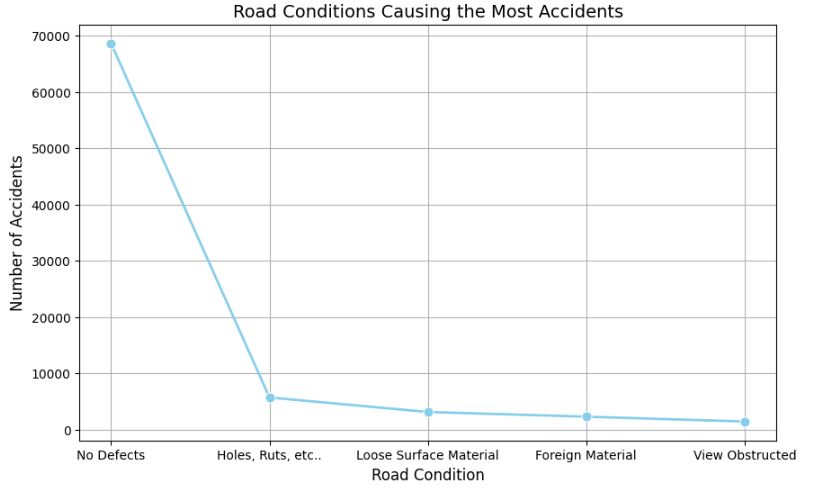 Road Conditions Causing the Most Accidents
70000
60000
50000
40000
30000
20000
10000
0
Number of Accidents
No Defects
Holes, Ruts, etc..
Loose Surface Material
Foreign Material
View Obstructed
Road Condition